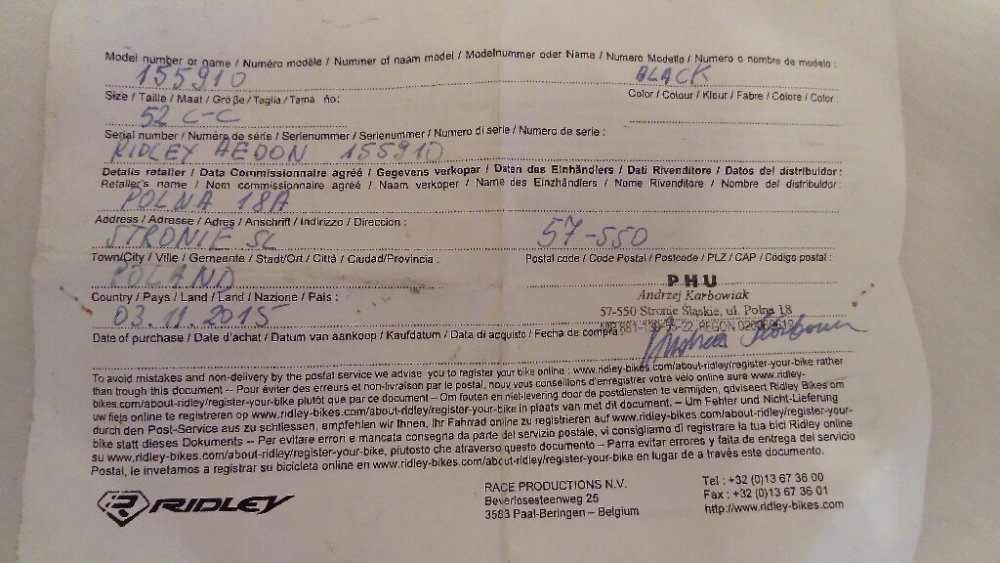 Model number or name / Numéro modèle / Nummer of naam model / Modelnummer oder Name / Numero Modello / Numero o nombre de modelo :
155910 BLACK
Size / Taille / Maat / Größe / Taglia / Tama ño: Color / Colour / Kleur / Fabre / Colore / Color :
52 C-C
Serial number / Numéro de série / Serienummer / Serienummer / Numero di serie / Numero de serie :
RIDLEY AEDON 155910
Details retailer / Data Commissionnaire agréé / Gegevens verkoper / Daten das Einhändlers / Dati Rivenditore / Datos del distribuidor:
Retailer's name / Nom commissionnaire agréé / Naam verkoper / Name des Einzhändlers / Nome Rivenditore / Nombre del distribuidor:
POLNA 18A
Address / Adresse / Adres / Anschrift / Indirizzo / Direccion :
STRONIE SL 57-550
Town/City / Ville / Gemeente / Stadt/Ort / Città / Ciudad/Provincia : Postal code / Code Postal / Postcode / PLZ / CAP / Código postal :
POLAND
PHU
Andrzej Karbowiak
Country / Pays / Land / Land / Nazione / Pais :
57-550 Stronie Śląskie, ul. Polna 18
03.11.2015
Date of purchase / Date d'achat / Datum van aankoop / Kaufdatum / Data di acquisto / Fecha de compra
To avoid mistakes and non-delivery by the postal service we advise you to register your bike online : www.ridley-bikes.com/about-ridley/register-your-bike rather
than trough this document – Pour éviter des erreurs et non-livraison par le postal, nous vous conseillons d'enregistrer votre vélo online sure www.ridley-
bikes.com/about-ridley/register-your-bike plutôt que par ce document – Om fouten en niet-levering door de postdiensten te vermijden, qdviseert Ridley Bikes om
uw fiets online te registreren op www.ridley-bikes.com/about-ridley/register-your-bike in plaats van met dit document. – Um Fehler und Nicht-Lieferung
durch den Post-Service aus zu schliessen, empfehlen wir Ihnen, Ihr Fahrrad online zu registrieren auf www.ridley-bikes.com/about-ridley/register-your-
bike statt dieses Dokuments – Per evitare errori e mancata consegna da parte del servizio postale, vi consigliamo di registrare la tua bici Ridley online
su www.ridley-bikes.com/about-ridley/register-your-bike, piutosto che atraverso questo documento – Parra evitar errores y faita de entrega del servicio
Postal, le invetamos a registrar su bicicleta online en www.ridley-bikes.com/about-ridley/register-your-bike en lugar de a través este documento.
RIDLEY
RACE PRODUCTIONS N.V.
Beverlosesteenweg 25
3583 Paal-Beringen – Belgium
Tel : +32 (0)13 67 36 00
Fax : +32 (0)13 67 36 01
http://www.ridley-bikes.com